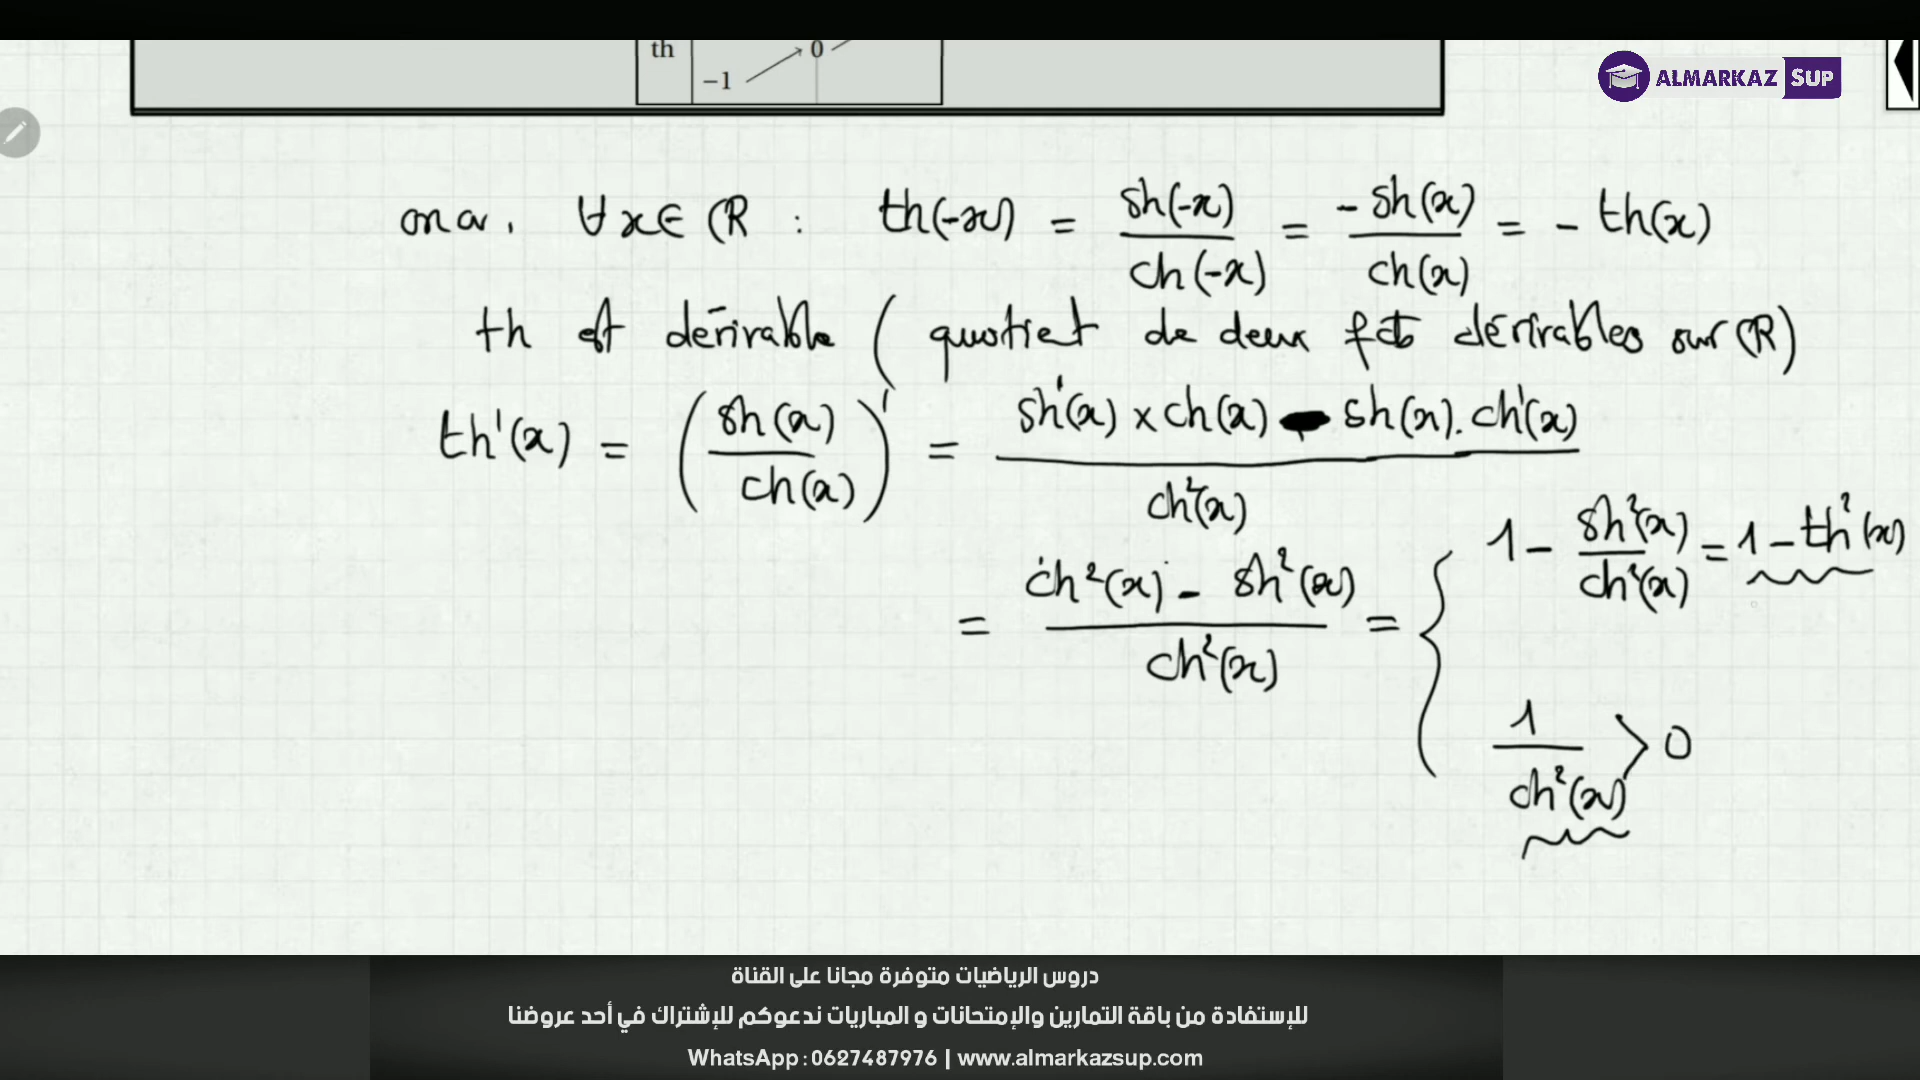 th
0
−1
ALMARKAZ SUP
on a, ∀x∈ℝ : th(-x) = sh(-x)/ch(-x) = -sh(x)/ch(x) = - th(x)
th est dérivable (quotient de deux fcts dérivables sur ℝ)
th'(x) = (sh(x)/ch(x))' = (sh'(x) × ch(x) - sh(x). ch'(x))/ch²(x)
= (ch²(x) - sh²(x))/ch²(x) = { 1 - sh²(x)/ch²(x) = 1 - th²(x)
1/ch²(x) > 0
دروس الرياضيات متوفرة مجانا على القناة
للإستفادة من باقة التمارين والإمتحانات و المباريات ندعوكم للإشتراك في أحد عروضنا
WhatsApp : 0627487976 | www.almarkazsup.com